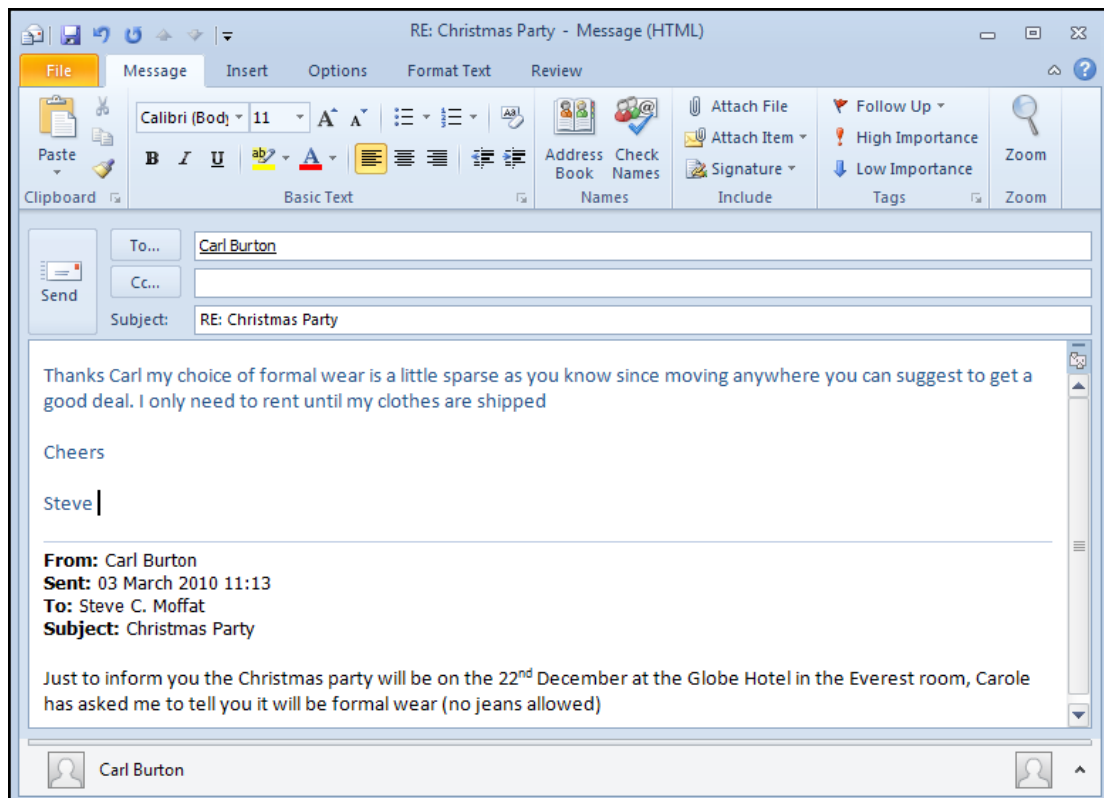 RE: Christmas Party - Message (HTML)
File Message Insert Options Format Text Review
Calibri (Body 11 A A Aa Attach File Follow Up
Attach Item High Importance
Paste B I U ab A Address Book Check Names Signature Low Importance Zoom
Clipboard Basic Text Names Include Tags Zoom
To... Carl Burton
Send Cc...
Subject: RE: Christmas Party
Thanks Carl my choice of formal wear is a little sparse as you know since moving anywhere you can suggest to get a
good deal. I only need to rent until my clothes are shipped
Cheers
Steve
From: Carl Burton
Sent: 03 March 2010 11:13
To: Steve C. Moffat
Subject: Christmas Party
Just to inform you the Christmas party will be on the 22nd December at the Globe Hotel in the Everest room, Carole
has asked me to tell you it will be formal wear (no jeans allowed)
Carl Burton